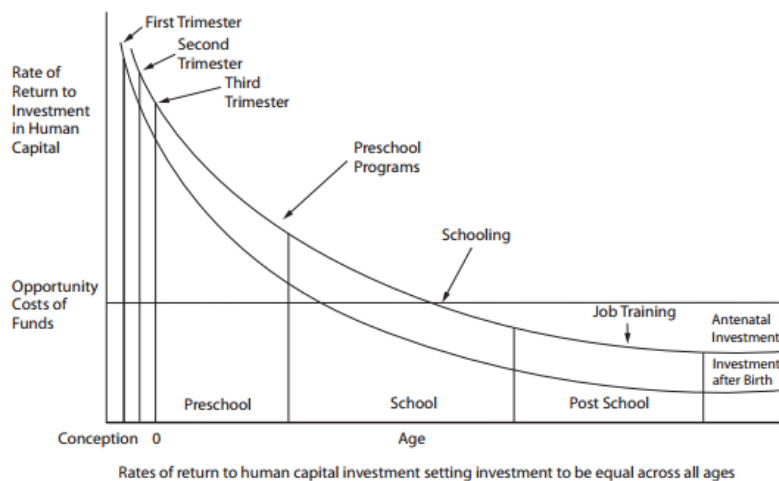 First Trimester
Second
Trimester
Third
Trimester
Rate of
Return to
Investment
in Human
Capital
Preschool
Programs
Schooling
Opportunity
Costs of
Funds
Job Training
Antenatal
Investment
Investment
after Birth
Preschool
School
Post School
Conception 0
Age
Rates of return to human capital investment setting investment to be equal across all ages